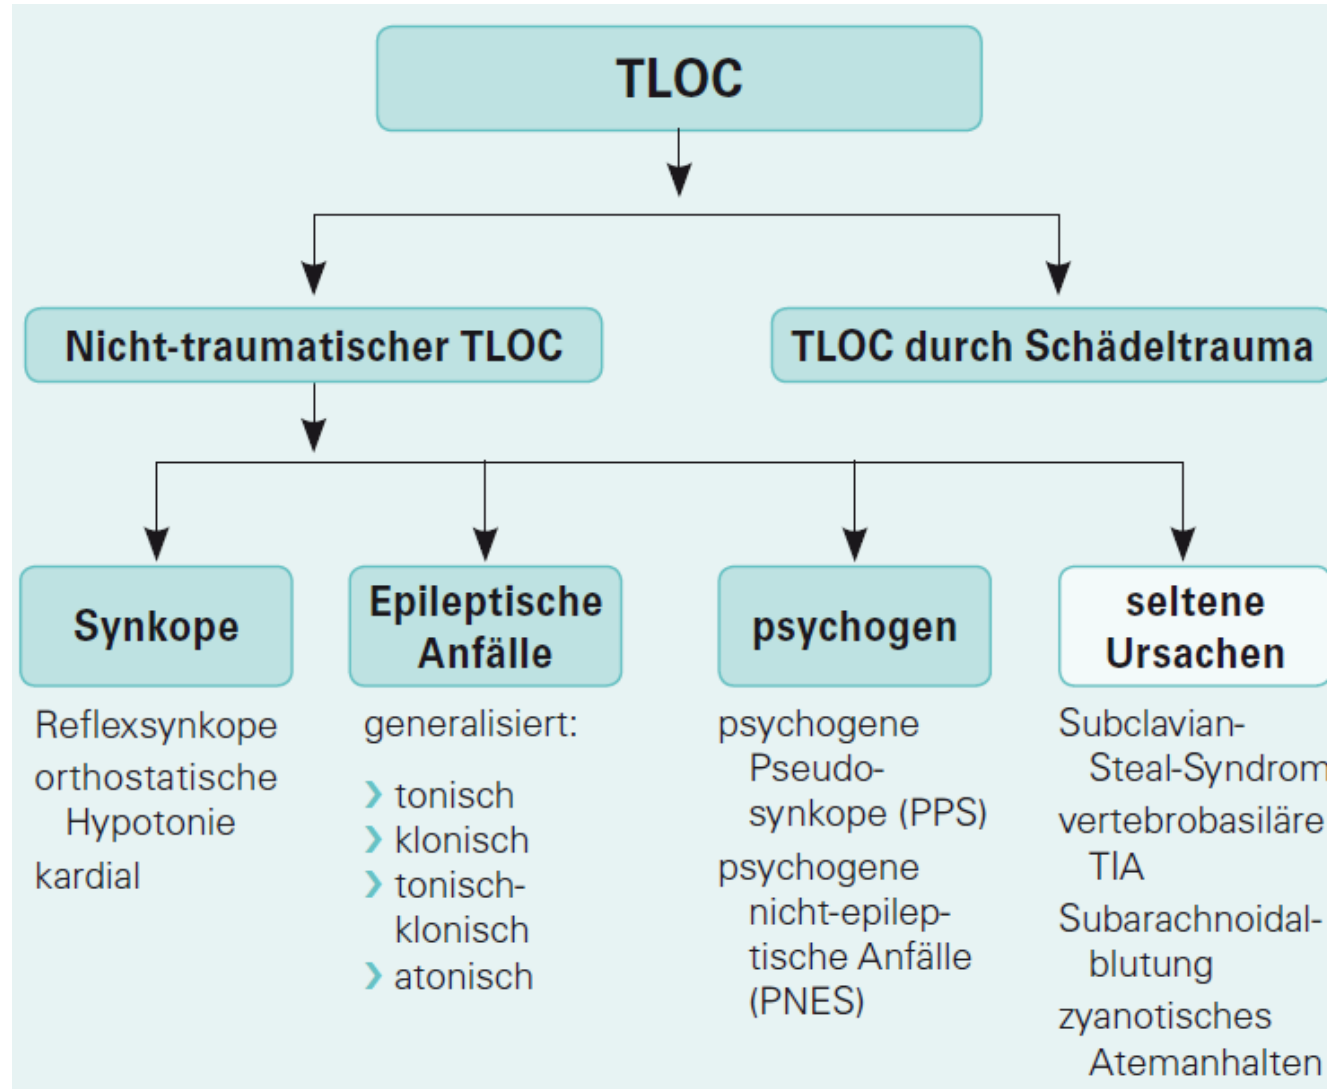 TLOC
Nicht-traumatischer TLOC
TLOC durch Schädeltrauma
Synkope
Reflexsynkope
orthostatische
Hypotonie
kardial
Epileptische
Anfälle
generalisiert:
❯ tonisch
❯ klonisch
❯ tonisch-
klonisch
❯ atonisch
psychogen
psychogene
Pseudo-
synkope (PPS)
psychogene
nicht-epilep-
tische Anfälle
(PNES)
seltene
Ursachen
Subclavian-
Steal-Syndrom
vertebrobasiläre
TIA
Subarachnoidal-
blutung
zyanotisches
Atemanhalten